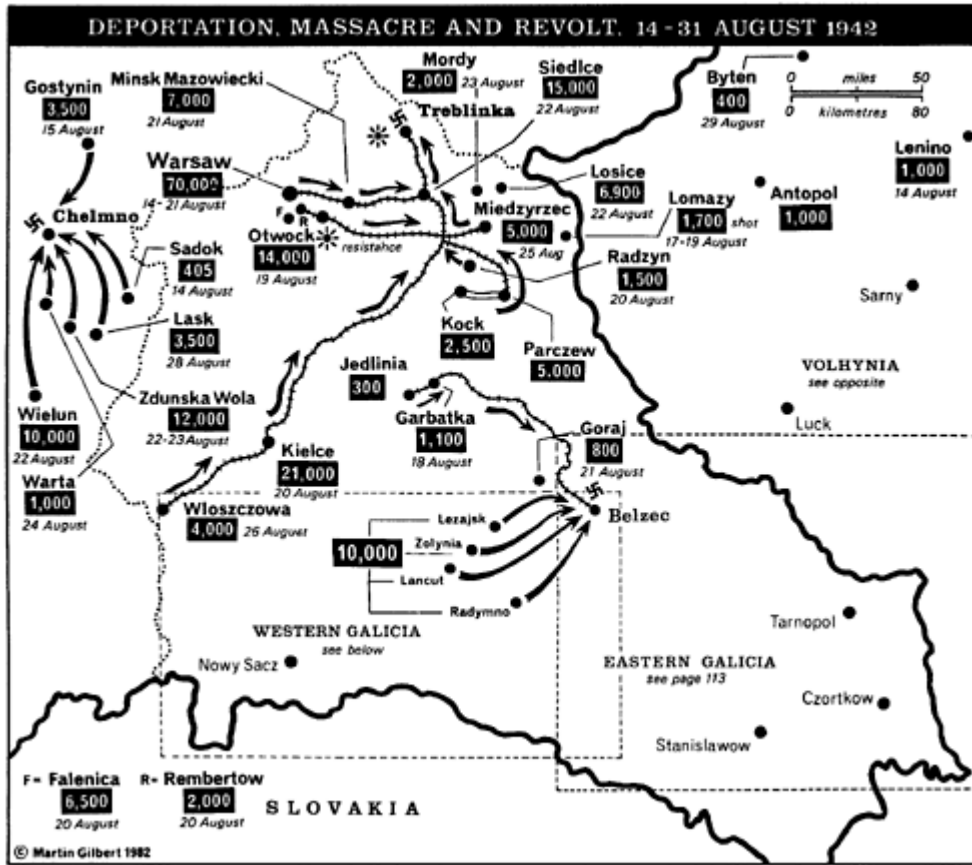 DEPORTATION, MASSACRE AND REVOLT, 14-31 AUGUST 1942
Gostynin
3,500
15 August
Minsk Mazowiecki
7,000
21 August
Mordy
2,000 23 August
Treblinka
Siedlce
15,000
22 August
Byten
400
29 August
0 miles 50
0 kilometres 80
Lenino
1,000
14 August
Warsaw
70,000
14-21 August
F
R
Otwock
14,000
19 August
resistance
Losice
6,900
22 August
Miedzyrzec
5,000
25 Aug
Lomazy
1,700 shot
17-19 August
Antopol
1,000
Chelmno
Sadok
405
14 August
Radzyn
1,500
20 August
Sarny
Lask
3,500
28 August
Kock
2,500
Parczew
5.000
VOLHYNIA
see opposite
Luck
Jedlinia
300
Garbatka
1,100
18 August
Zdunska Wola
12,000
22-23 August
Wielun
10,000
22 August
Warta
1,000
24 August
Kielce
21,000
20 August
Goraj
800
21 August
Wloszczowa
4,000 26 August
Belzec
10,000
Lezajsk
Zolynia
Lancut
Radymno
WESTERN GALICIA
see below
Nowy Sacz
EASTERN GALICIA
see page 113
Tarnopol
Czortkow
Stanislawow
F= Falenica
6,500
20 August
R= Rembertow
2,000
20 August
SLOVAKIA
© Martin Gilbert 1982